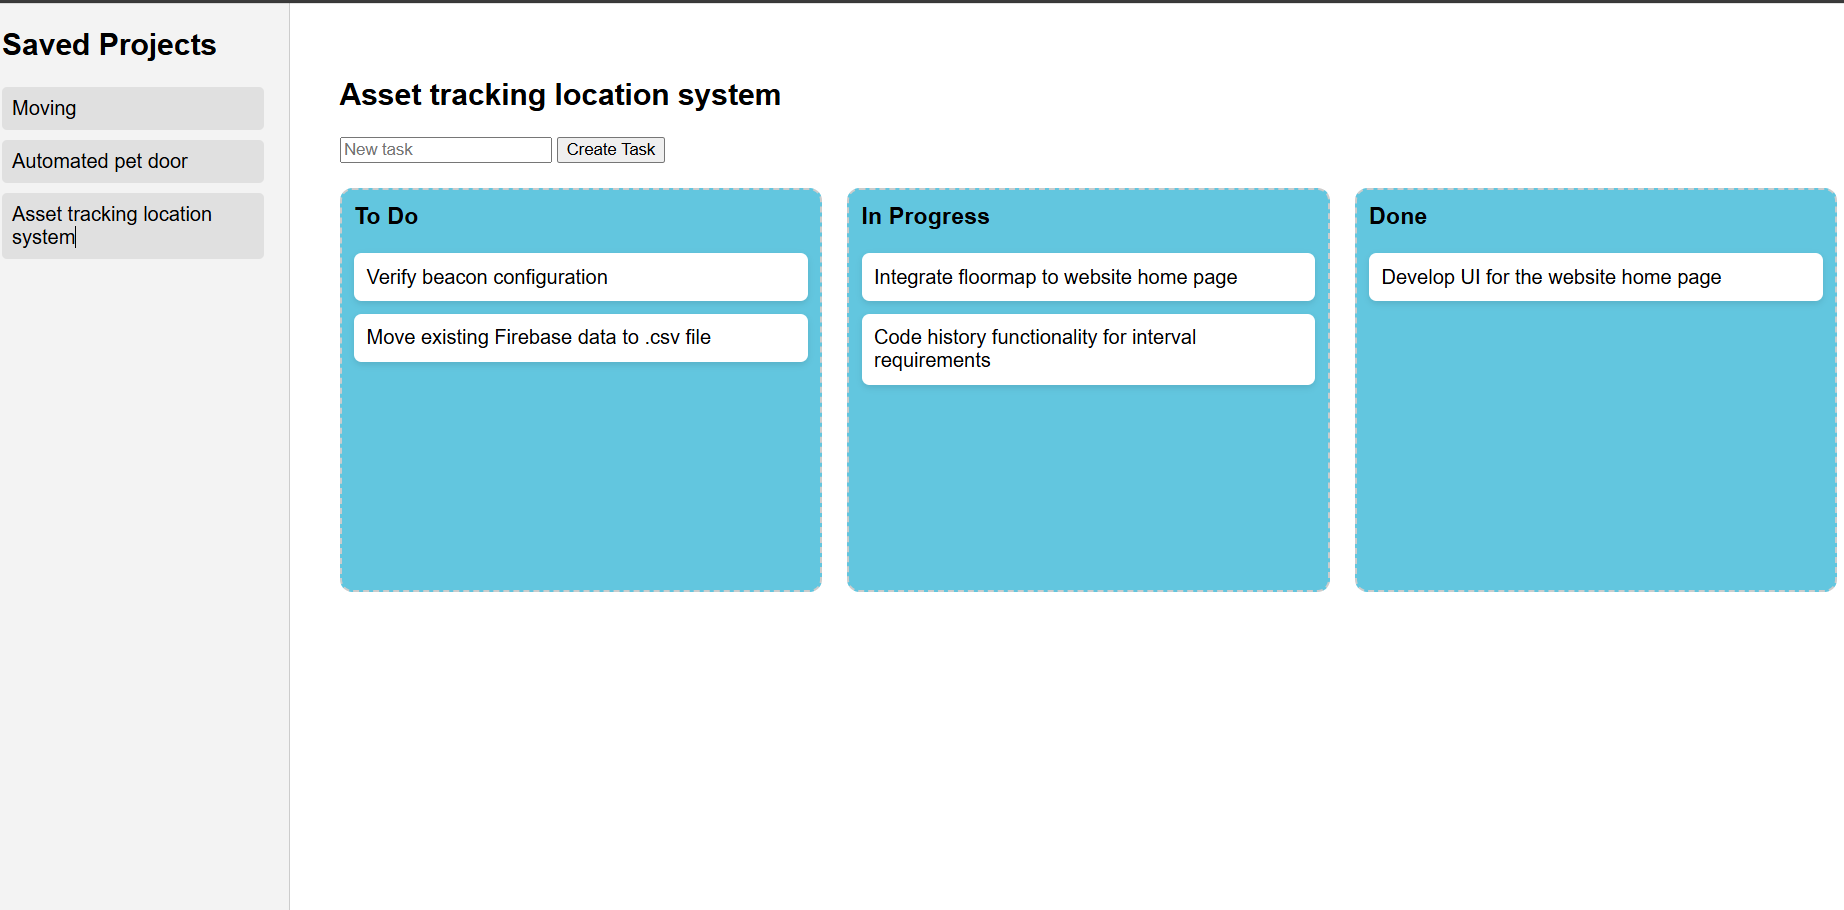 Saved Projects
Moving
Automated pet door
Asset tracking location
system
Asset tracking location system
New task
Create Task
To Do
Verify beacon configuration
Move existing Firebase data to .csv file
In Progress
Integrate floormap to website home page
Code history functionality for interval
requirements
Done
Develop UI for the website home page